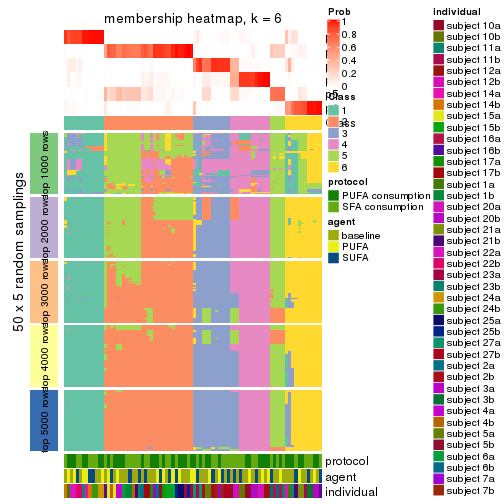 membership heatmap, k = 6
50 x 5 random samplings
top 1000 rows
top 2000 rows
top 3000 rows
top 4000 rows
top 5000 rows
protocol
agent
individual
Prob
1
0.8
0.6
0.4
0.2
0
Class
1
2
3
4
5
6
protocol
PUFA consumption
SFA consumption
agent
baseline
PUFA
SUFA
individual
subject 10a
subject 10b
subject 11a
subject 11b
subject 12a
subject 12b
subject 14a
subject 14b
subject 15a
subject 15b
subject 16a
subject 16b
subject 17a
subject 17b
subject 1a
subject 1b
subject 20a
subject 20b
subject 21a
subject 21b
subject 22a
subject 22b
subject 23a
subject 23b
subject 24a
subject 24b
subject 25a
subject 25b
subject 27a
subject 27b
subject 2a
subject 2b
subject 3a
subject 3b
subject 4a
subject 4b
subject 5a
subject 5b
subject 6a
subject 6b
subject 7a
subject 7b